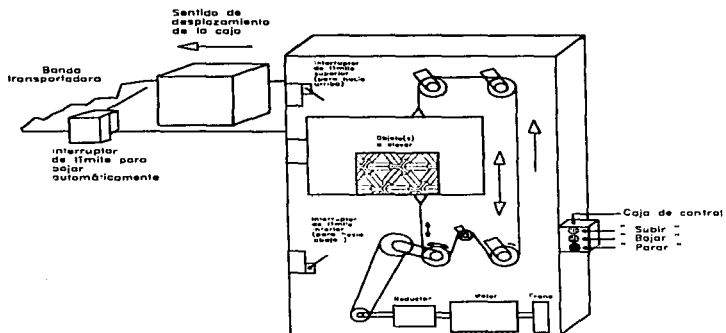 Sentido de
desplazamiento
de la caja
Banda
transportadora
Interruptor
de límite para
bajar
automáticamente
Interruptor
de límite
superior
(para hacia
arriba)
Objeto(s)
a elevar
Interruptor
de límite
inferior
(para hacia
abajo)
Reductor
Motor
Freno
Caja de control
" Subir "
" Bajar "
" Parar "